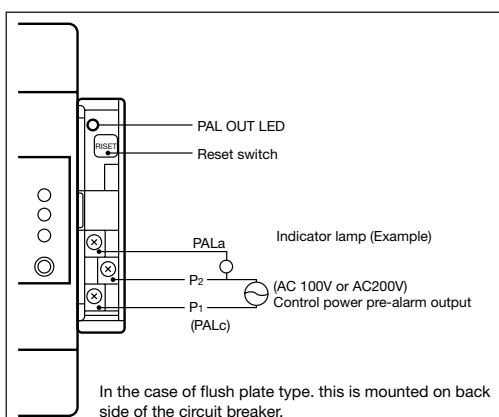 PAL OUT LED
RISET
Reset switch
PALa
Indicator lamp (Example)
P2
(AC 100V or AC200V)
Control power pre-alarm output
P1
(PALc)
In the case of flush plate type. this is mounted on back
side of the circuit breaker.